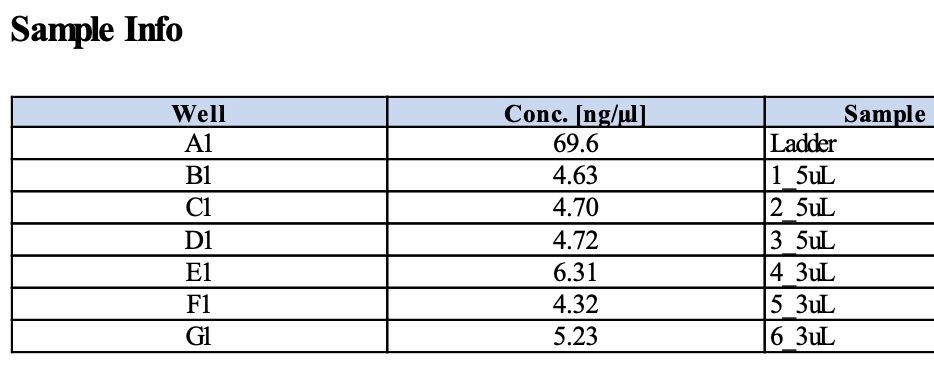 Sample Info
Well Conc. [ng/µl] Sample
A1 69.6 Ladder
B1 4.63 1_5uL
C1 4.70 2_5uL
D1 4.72 3_5uL
E1 6.31 4_3uL
F1 4.32 5_3uL
G1 5.23 6_3uL